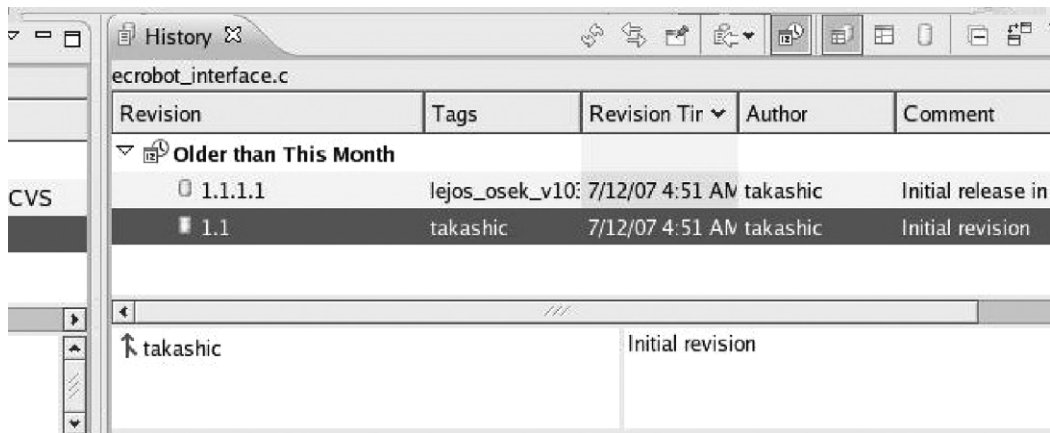 History
ecrobot_interface.c
Revision Tags Revision Tir Author Comment
Older than This Month
CVS
1.1.1.1 lejos_osek_v103 7/12/07 4:51 AM takashic Initial release in
1.1 takashic 7/12/07 4:51 AM takashic Initial revision
takashic Initial revision